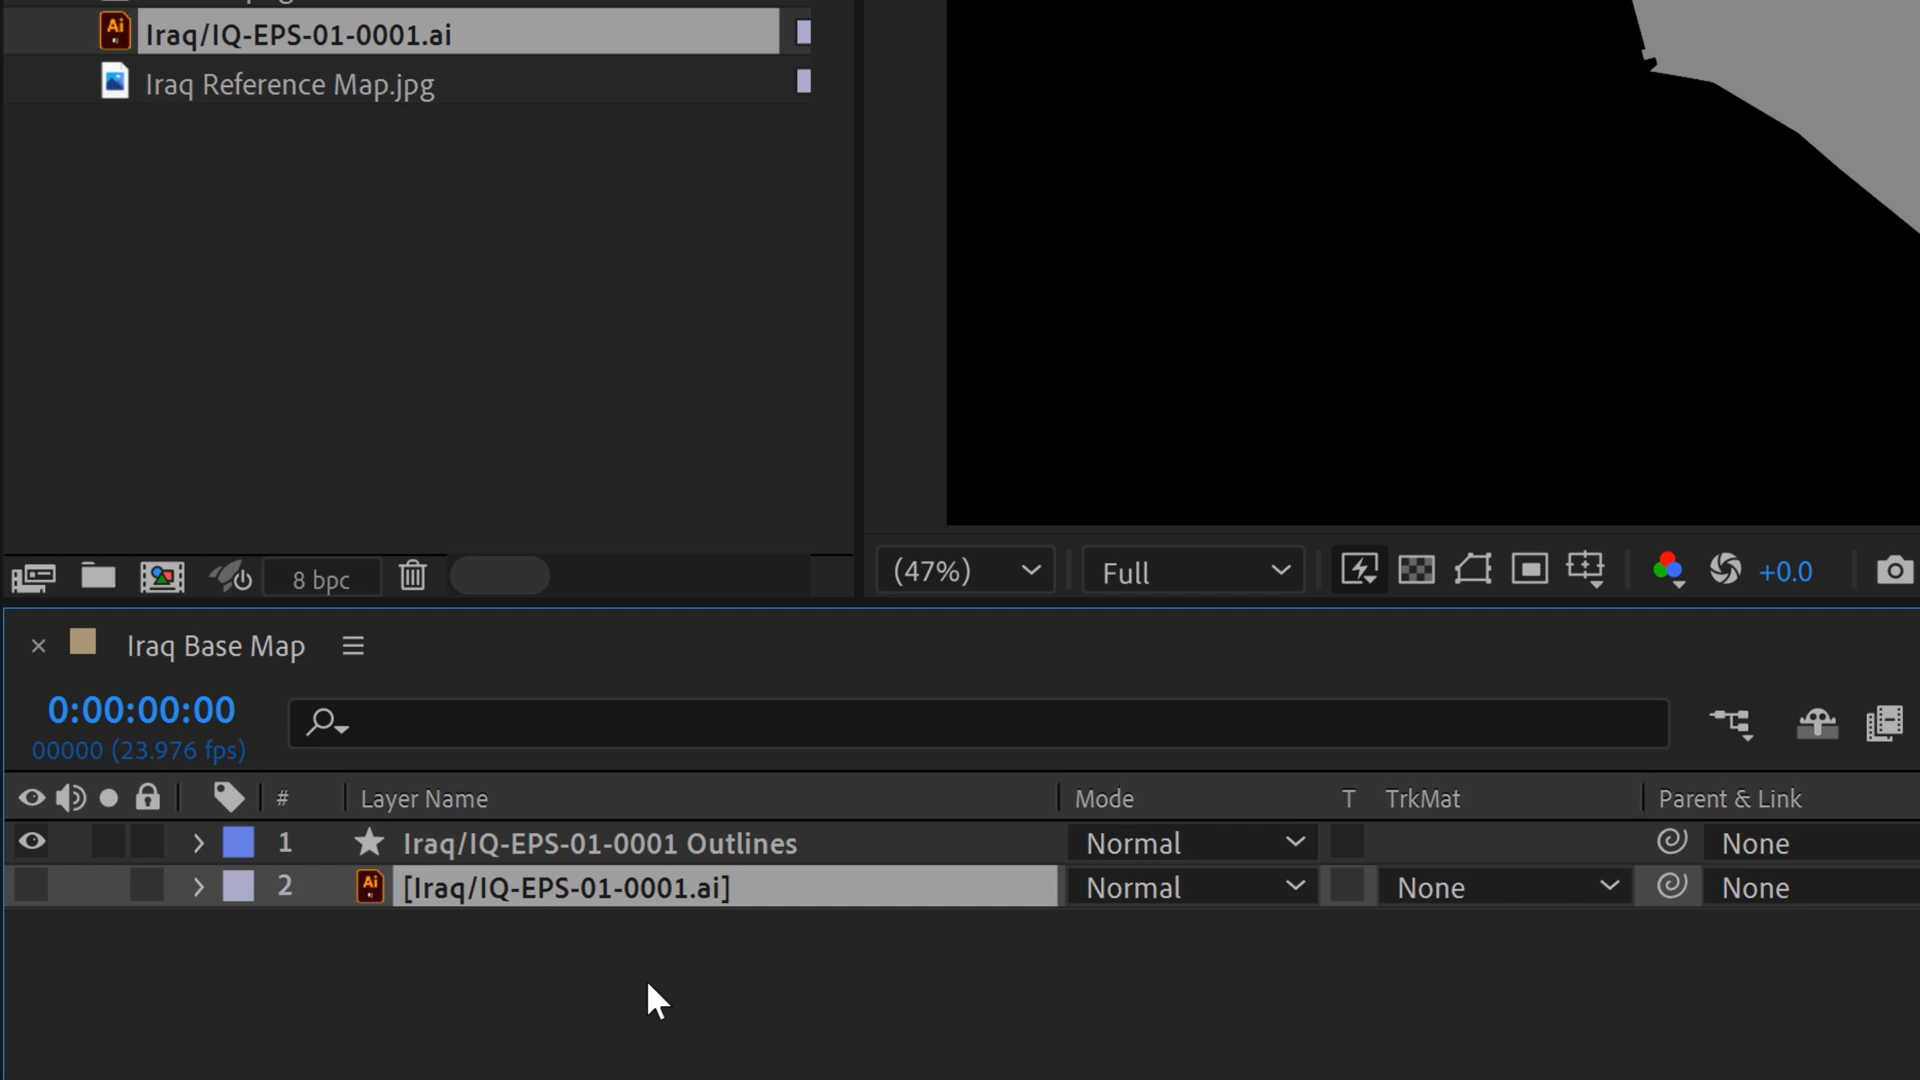 Ai Iraq/IQ-EPS-01-0001.ai
Iraq Reference Map.jpg
8 bpc
(47%)
Full
+0.0
Iraq Base Map
0:00:00:00
00000 (23.976 fps)
# Layer Name Mode T TrkMat Parent & Link
1 Iraq/IQ-EPS-01-0001 Outlines Normal None
2 Ai [Iraq/IQ-EPS-01-0001.ai] Normal None None